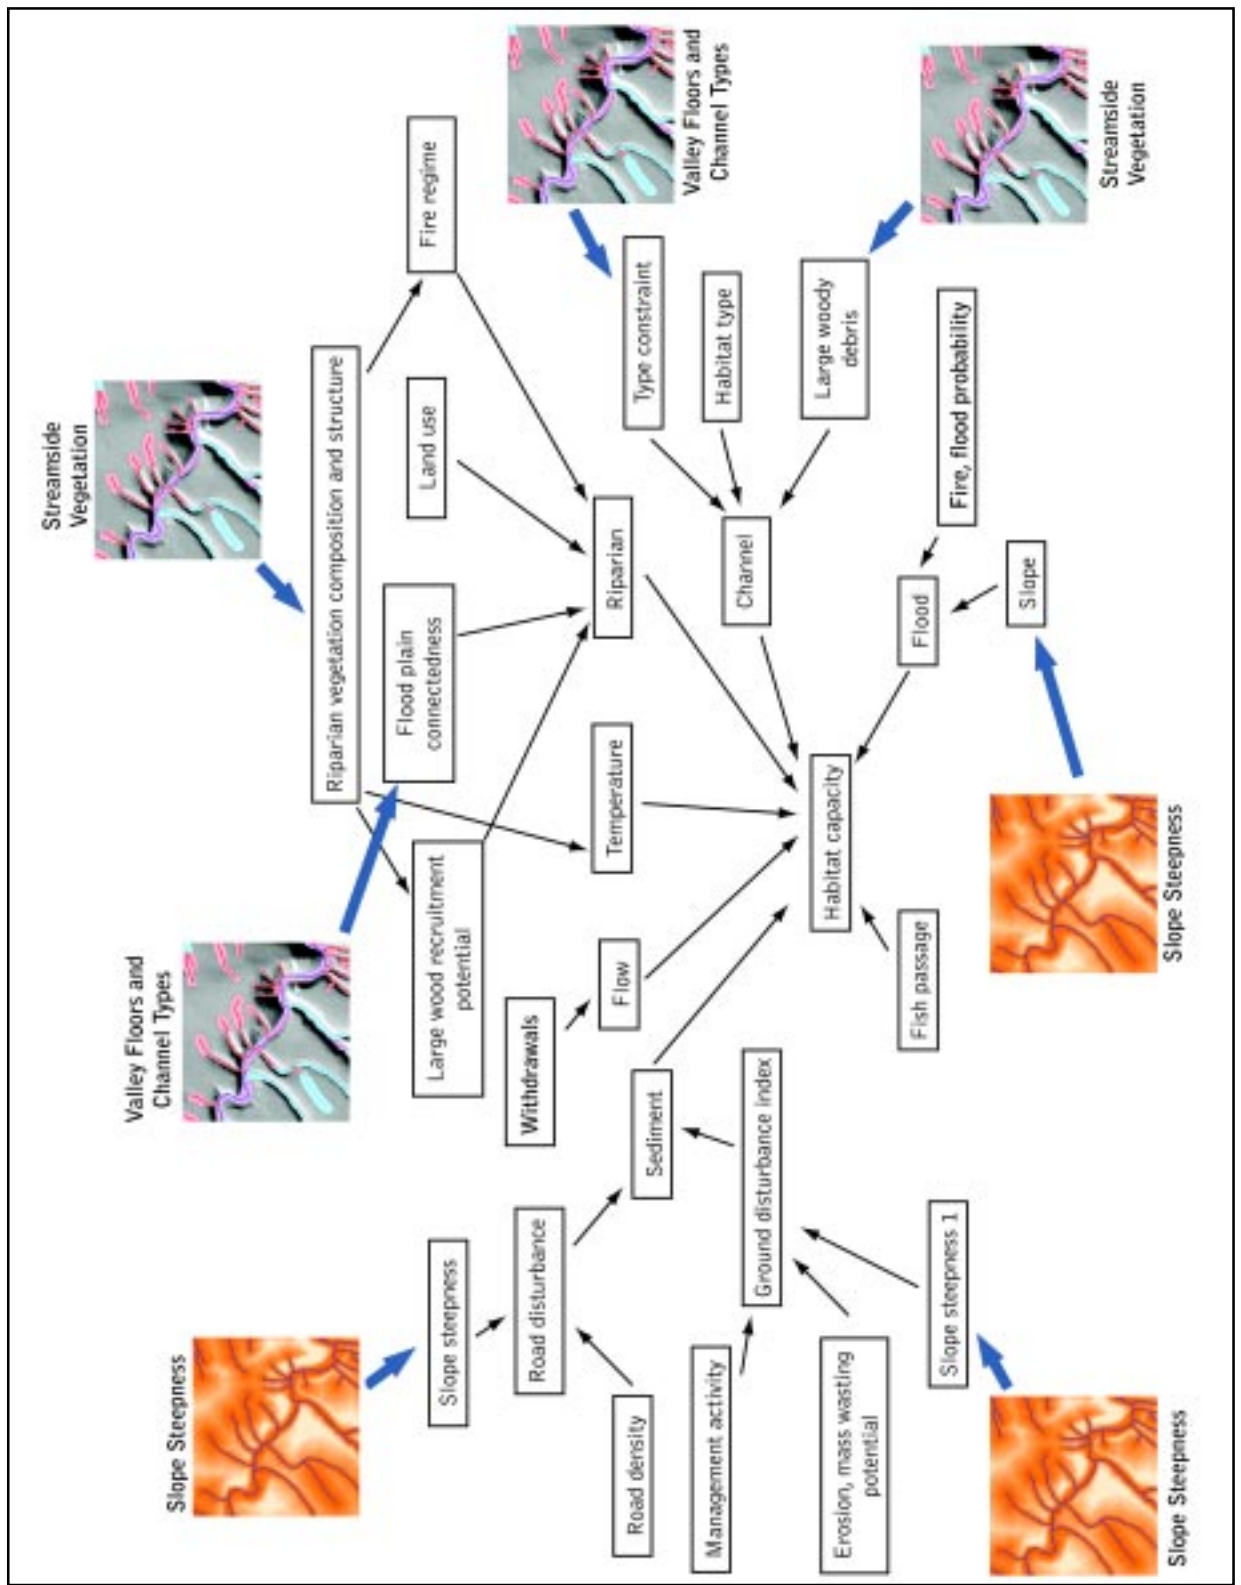 Streamside
Vegetation
Valley Floors and
Channel Types
Slope Steepness
Riparian vegetation composition and structure
Flood plain
connectedness
Land use
Fire regime
Large wood recruitment
potential
Slope steepness
Withdrawals
Road disturbance
Flow
Temperature
Riparian
Road density
Type constraint
Valley Floors and
Channel Types
Sediment
Management activity
Habitat type
Channel
Ground disturbance index
Large woody
debris
Habitat capacity
Erosion, mass wasting
potential
Fish passage
Flood
Slope steepness 1
Fire, flood probability
Slope
Streamside
Vegetation
Slope Steepness
Slope Steepness